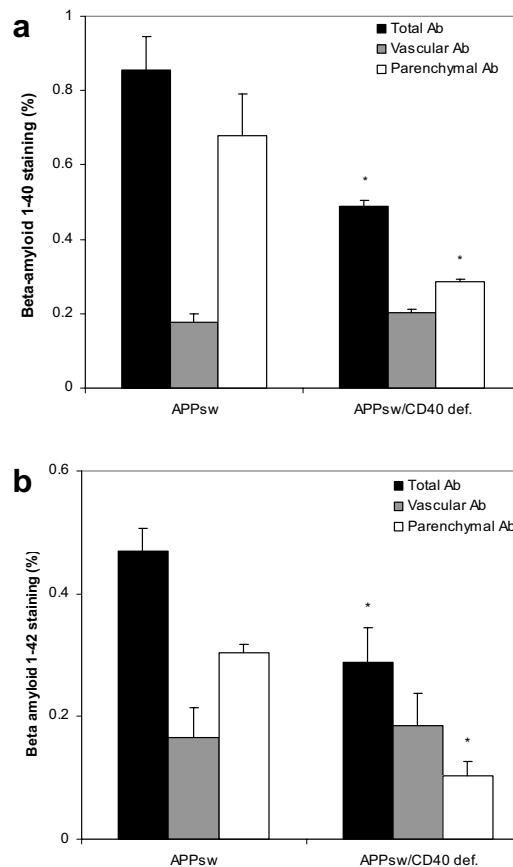 a
Total Ab
Vascular Ab
Parenchymal Ab
Beta-amyloid 1-40 staining (%)
1
0.8
0.6
0.4
0.2
0
*
*
APPsw
APPsw/CD40 def.
b
Total Ab
Vascular Ab
Parenchymal Ab
Beta amyloid 1-42 staining (%)
0.6
0.4
0.2
0
*
*
APPsw
APPsw/CD40 def.